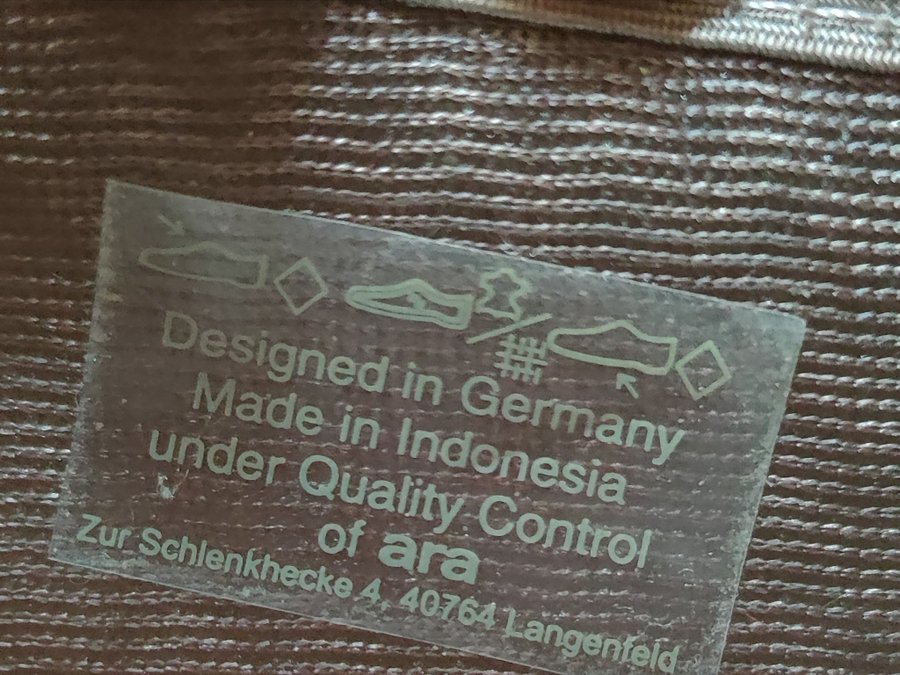 Designed in Germany
Made in Indonesia
under Quality Control
of ara
Zur Schlenkhecke 4, 40764 Langenfeld